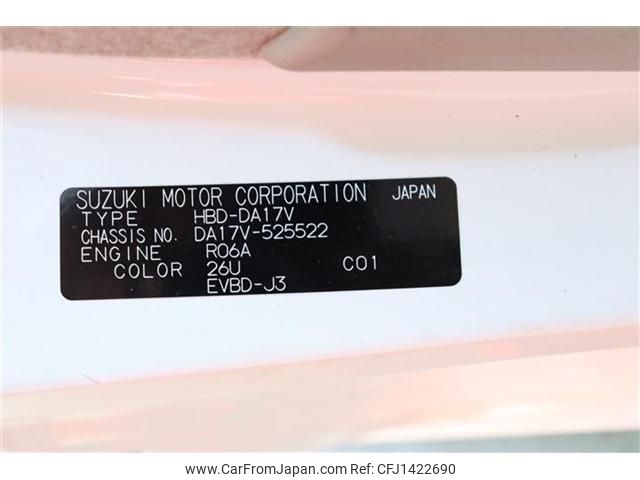 SUZUKI MOTOR CORPORATION JAPAN
TYPE HBD-DA17V
CHASSIS NO. DA17V-525522
ENGINE R06A
COLOR 26U C01
EVBD-J3
www.CarFromJapan.com CFJ1422690